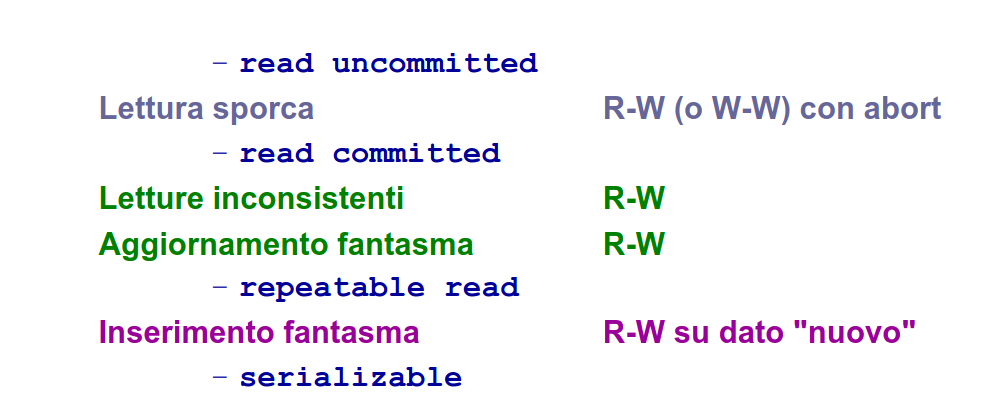 – read uncommitted
Lettura sporca R-W (o W-W) con abort
– read committed
Letture inconsistenti R-W
Aggiornamento fantasma R-W
– repeatable read
Inserimento fantasma R-W su dato "nuovo"
– serializable